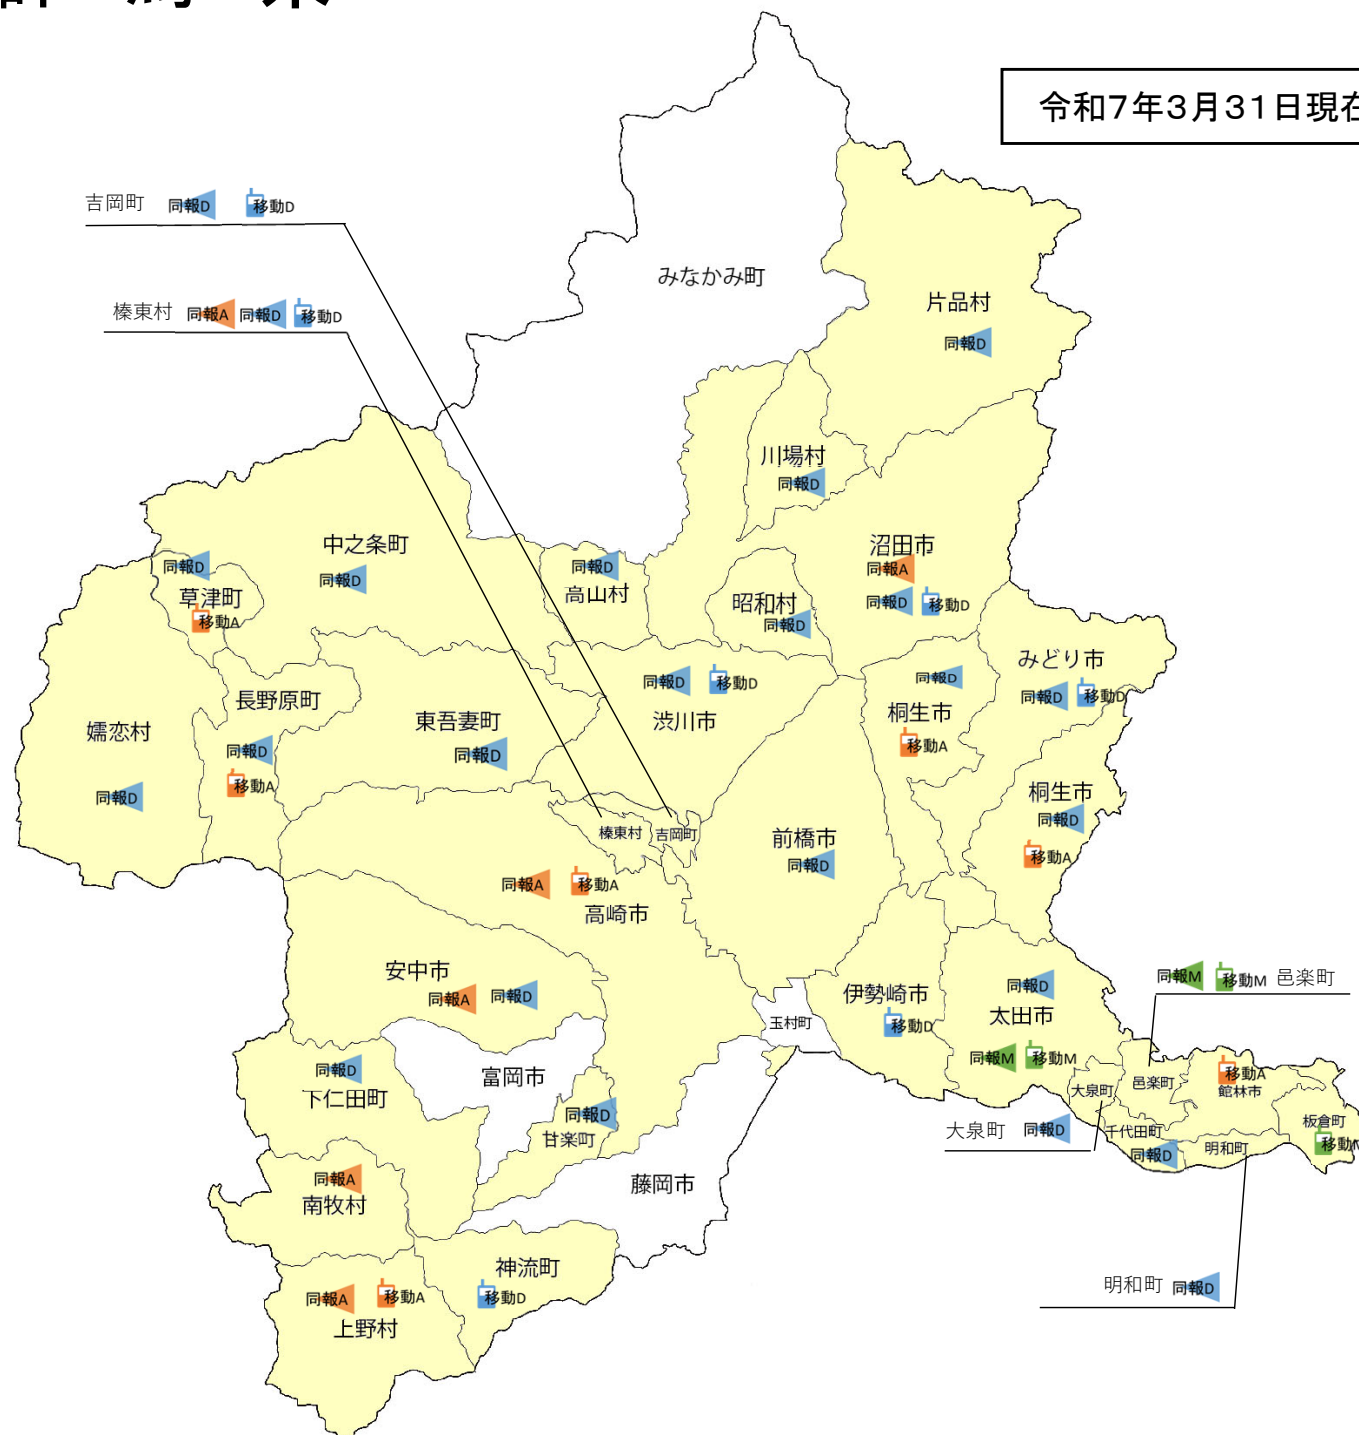 令和7年3月31日現在
吉岡町 同報D 移動D
みなかみ町
片品村
同報D
榛東村 同報A 同報D 移動D
川場村
同報D
中之条町
同報D
同報D
草津町
移動A
同報D
高山村
沼田市
同報A
同報D 移動D
昭和村
同報D
みどり市
同報D 移動D
長野原町
同報D
移動A
嬬恋村
同報D
東吾妻町
同報D
同報D 移動D
渋川市
同報D
桐生市
移動A
桐生市
同報D
移動A
榛東村
吉岡町
前橋市
同報D
同報A 移動A
高崎市
安中市
同報A 同報D
伊勢崎市
移動D
同報D
太田市
同報M 移動M
同報M 移動M 邑楽町
玉村町
富岡市
同報D
下仁田町
同報D
甘楽町
大泉町
邑楽町
移動A
館林市
板倉町
大泉町 同報D
千代田町
同報D
明和町
同報A
南牧村
藤岡市
神流町
移動D
同報A 移動A
上野村
明和町 同報D